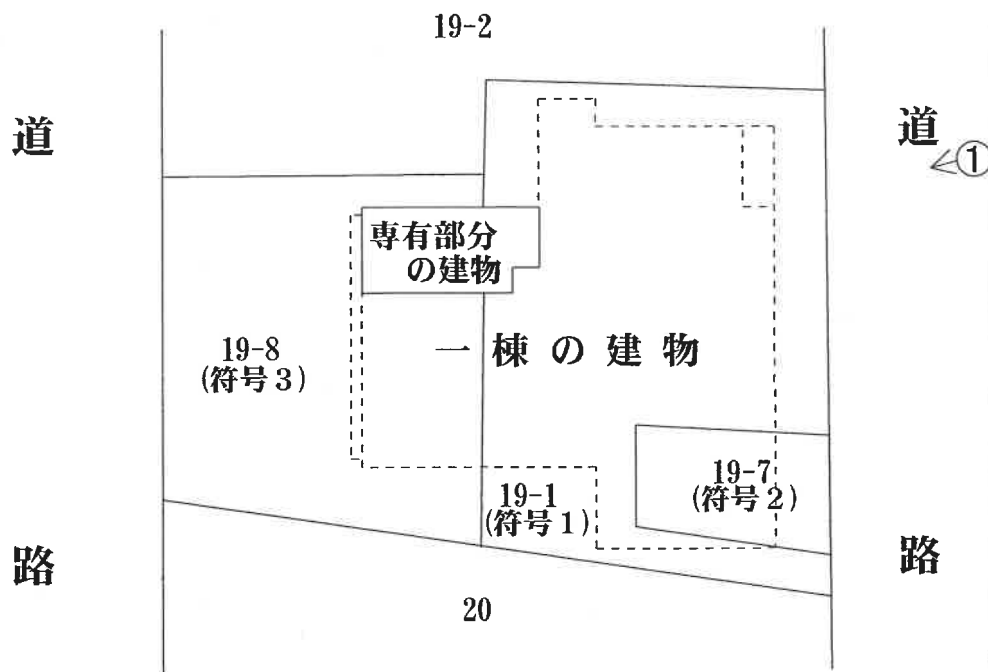 19-2
道
道
①
専有部分
の建物
19-8
(符号3)
一棟の建物
19-7
(符号2)
19-1
(符号1)
路
路
20